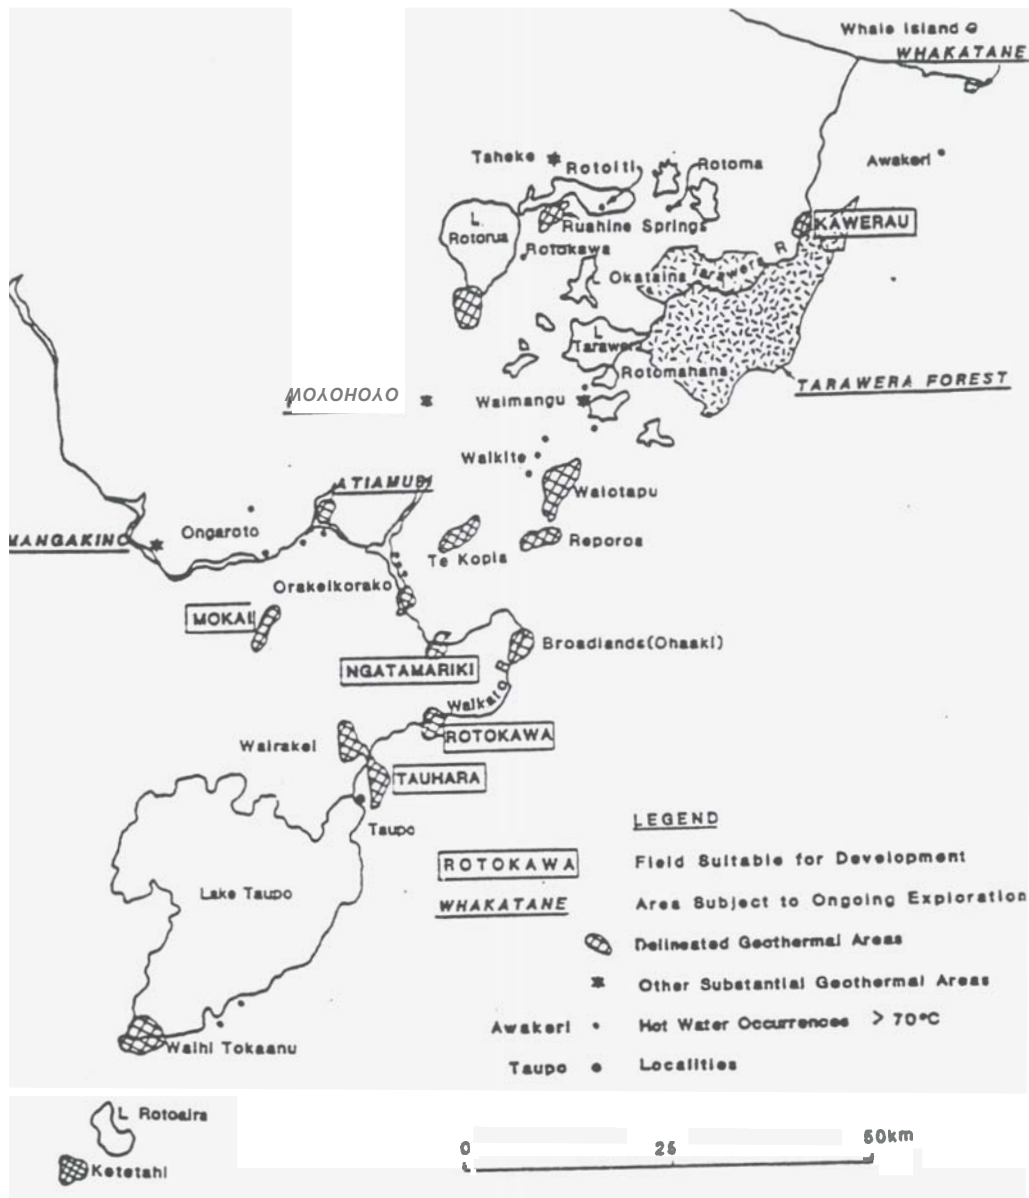 Whale Island
WHAKATANE
Taheke
Rotoiti
Rotoma
Awakeri
L.
Rotorua
Ruahine Springs
KAWERAU
Rotokawa
Okataina
Tarawera R
L
Tarawera
Rotomahana
TARAWERA FOREST
HOROHORO
Waimangu
Waikite
ATIAMURI
Waiotapu
MANGAKINO
Ongaroto
Te Kopia
Reporoa
Orakeikorako
MOKAI
Broadlands(Ohaaki)
NGATAMARIKI
Waikato R
ROTOKAWA
Wairakei
TAUHARA
Taupo
LEGEND
ROTOKAWA Field Suitable for Development
Lake Taupo
WHAKATANE Area Subject to Ongoing Exploration
Delineated Geothermal Areas
Other Substantial Geothermal Areas
Awakeri Hot Water Occurrences > 70°C
Waihi Tokaanu
Taupo Localities
L Rotoaira
Ketetahi
0 25 50km